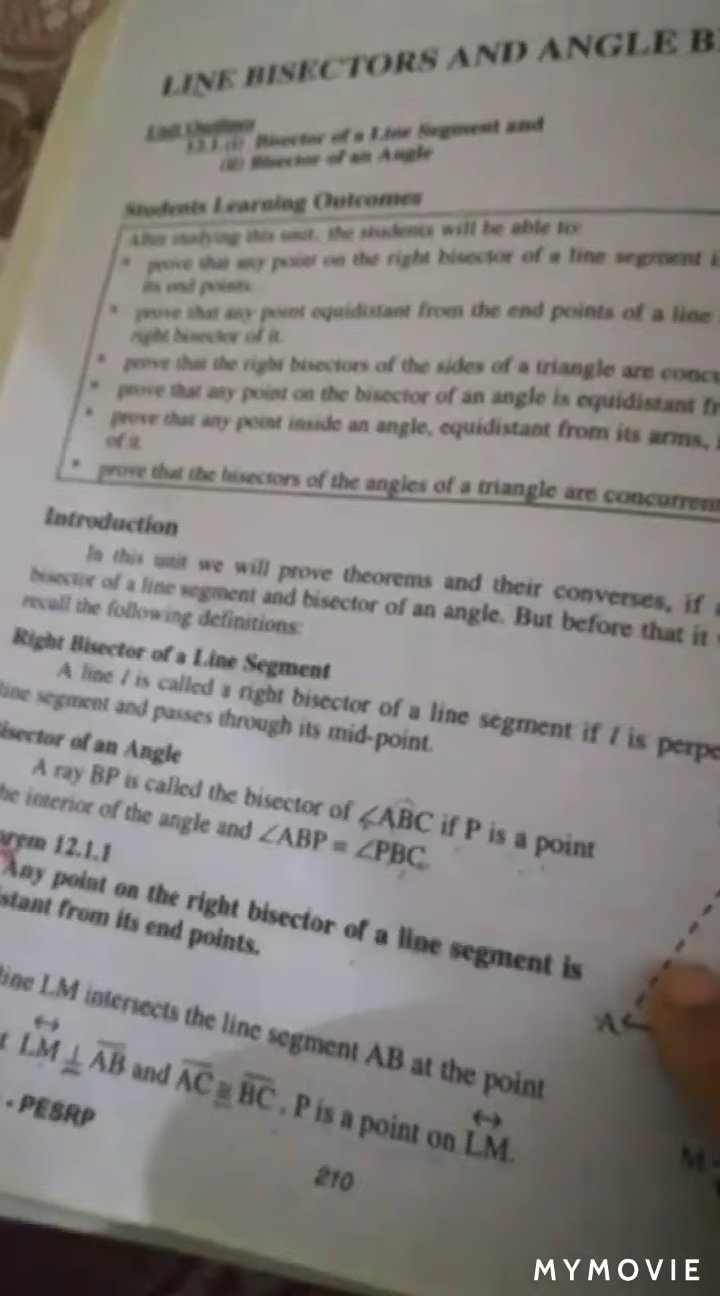 LINE BISECTORS AND ANGLE B
Unit Outlines
12.1.(i) Bisector of a Line Segment and
(ii) Bisector of an Angle
Students Learning Outcomes
After studying this unit, the students will be able to:
* prove that any point on the right bisector of a line segment i
its end points.
* prove that any point equidistant from the end points of a line
right bisector of it.
* prove that the right bisectors of the sides of a triangle are concu
* prove that any point on the bisector of an angle is equidistant fr
* prove that any point inside an angle, equidistant from its arms,
of it.
* prove that the bisectors of the angles of a triangle are concurren
Introduction
In this unit we will prove theorems and their converses, if
bisector of a line segment and bisector of an angle. But before that it
recall the following definitions:
Right Bisector of a Line Segment
A line l is called a right bisector of a line segment if l is perpe
line segment and passes through its mid-point.
isector of an Angle
A ray BP is called the bisector of ∠ABC if P is a point
he interior of the angle and ∠ABP = ∠PBC.
orem 12.1.1
Any point on the right bisector of a line segment is
istant from its end points.
line LM intersects the line segment AB at the point
t LM ⊥ AB and AC ≅ BC. P is a point on LM.
A
M
- PESRP
210
MYMOVIE